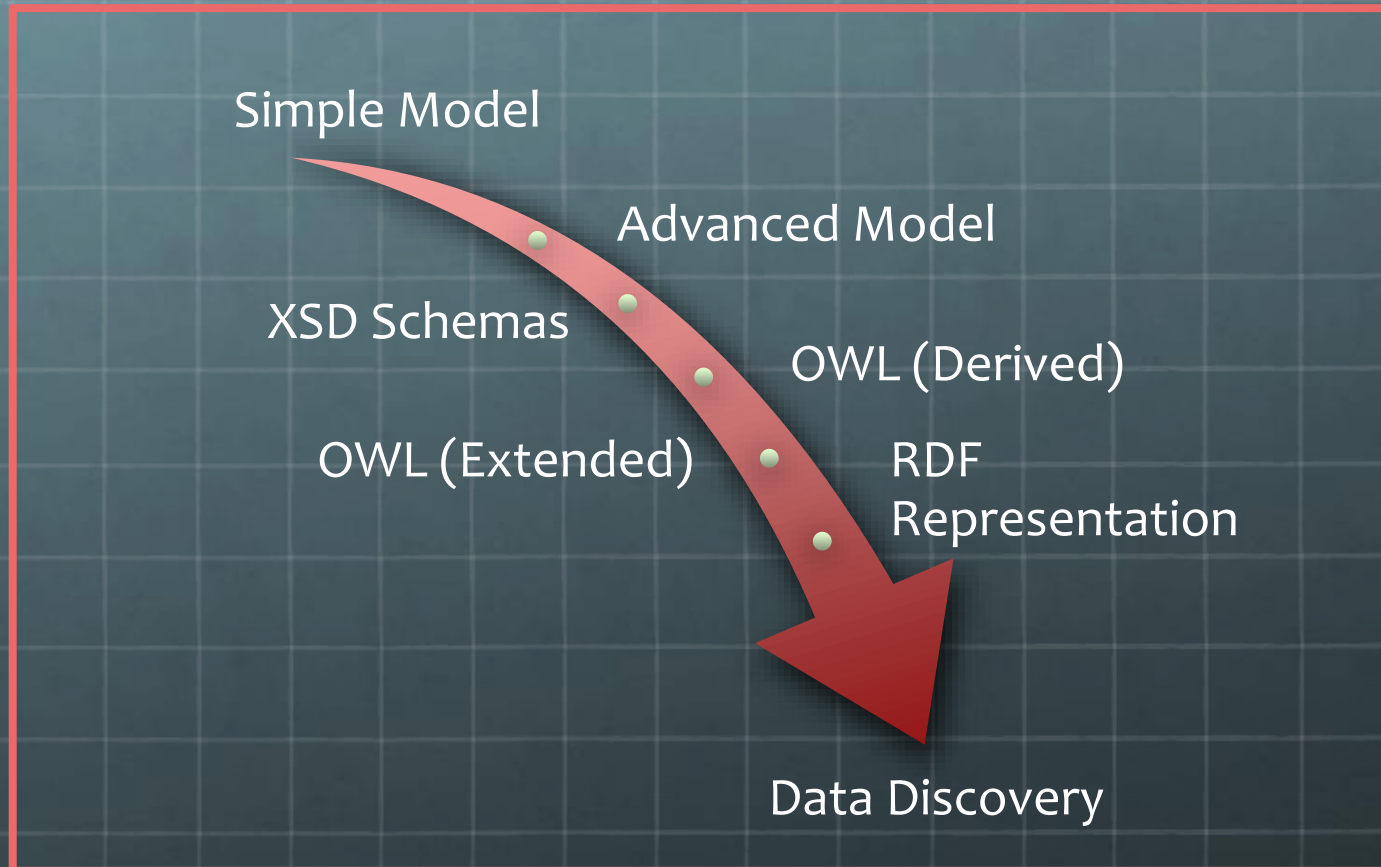 Simple Model
Advanced Model
XSD Schemas
OWL (Derived)
OWL (Extended)
RDF
Representation
Data Discovery